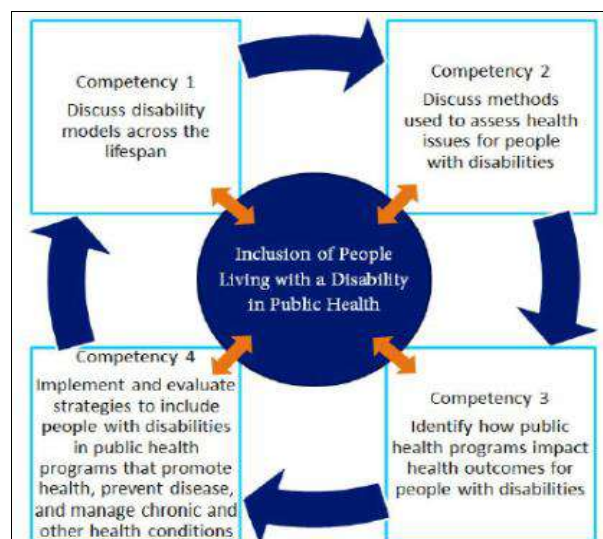 Competency 1
Discuss disability
models across the
lifespan
Competency 2
Discuss methods
used to assess health
issues for people
with disabilities
Inclusion of People
Living with a Disability
in Public Health
Competency 4
Implement and evaluate
strategies to include
people with disabilities
in public health
programs that promote
health, prevent disease,
and manage chronic and
other health conditions
Competency 3
Identify how public
health programs impact
health outcomes for
people with disabilities